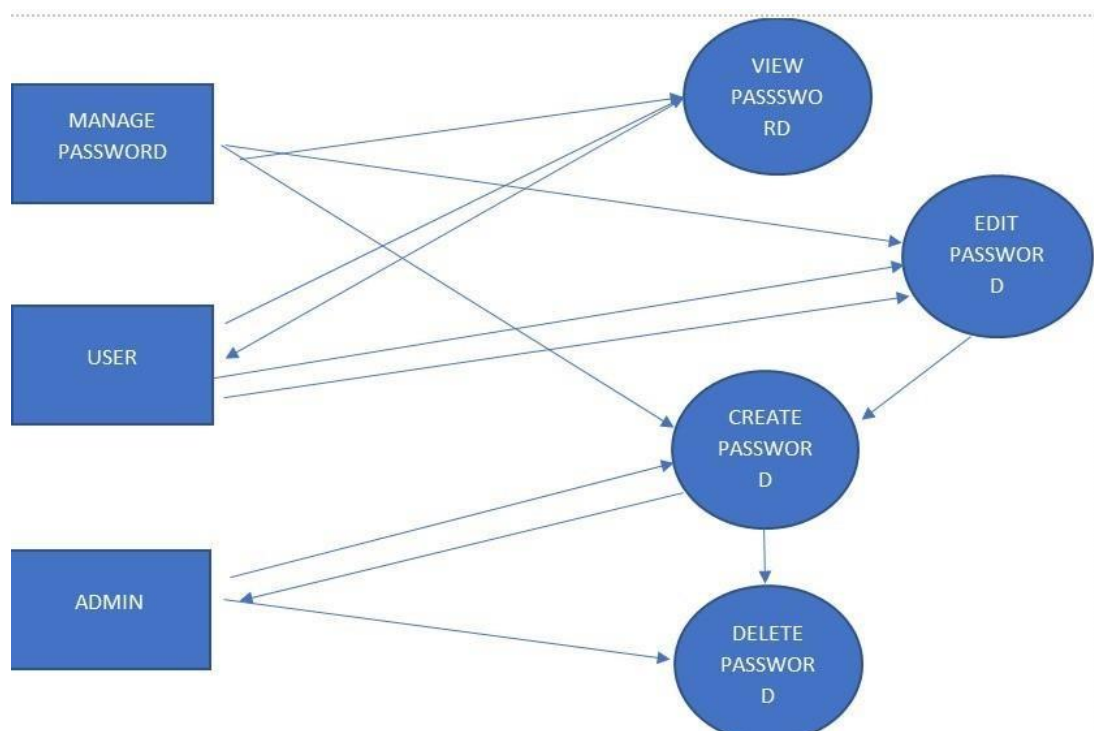 MANAGE
PASSWORD
VIEW
PASSSWO
RD
EDIT
PASSWOR
D
USER
CREATE
PASSWOR
D
ADMIN
DELETE
PASSWOR
D